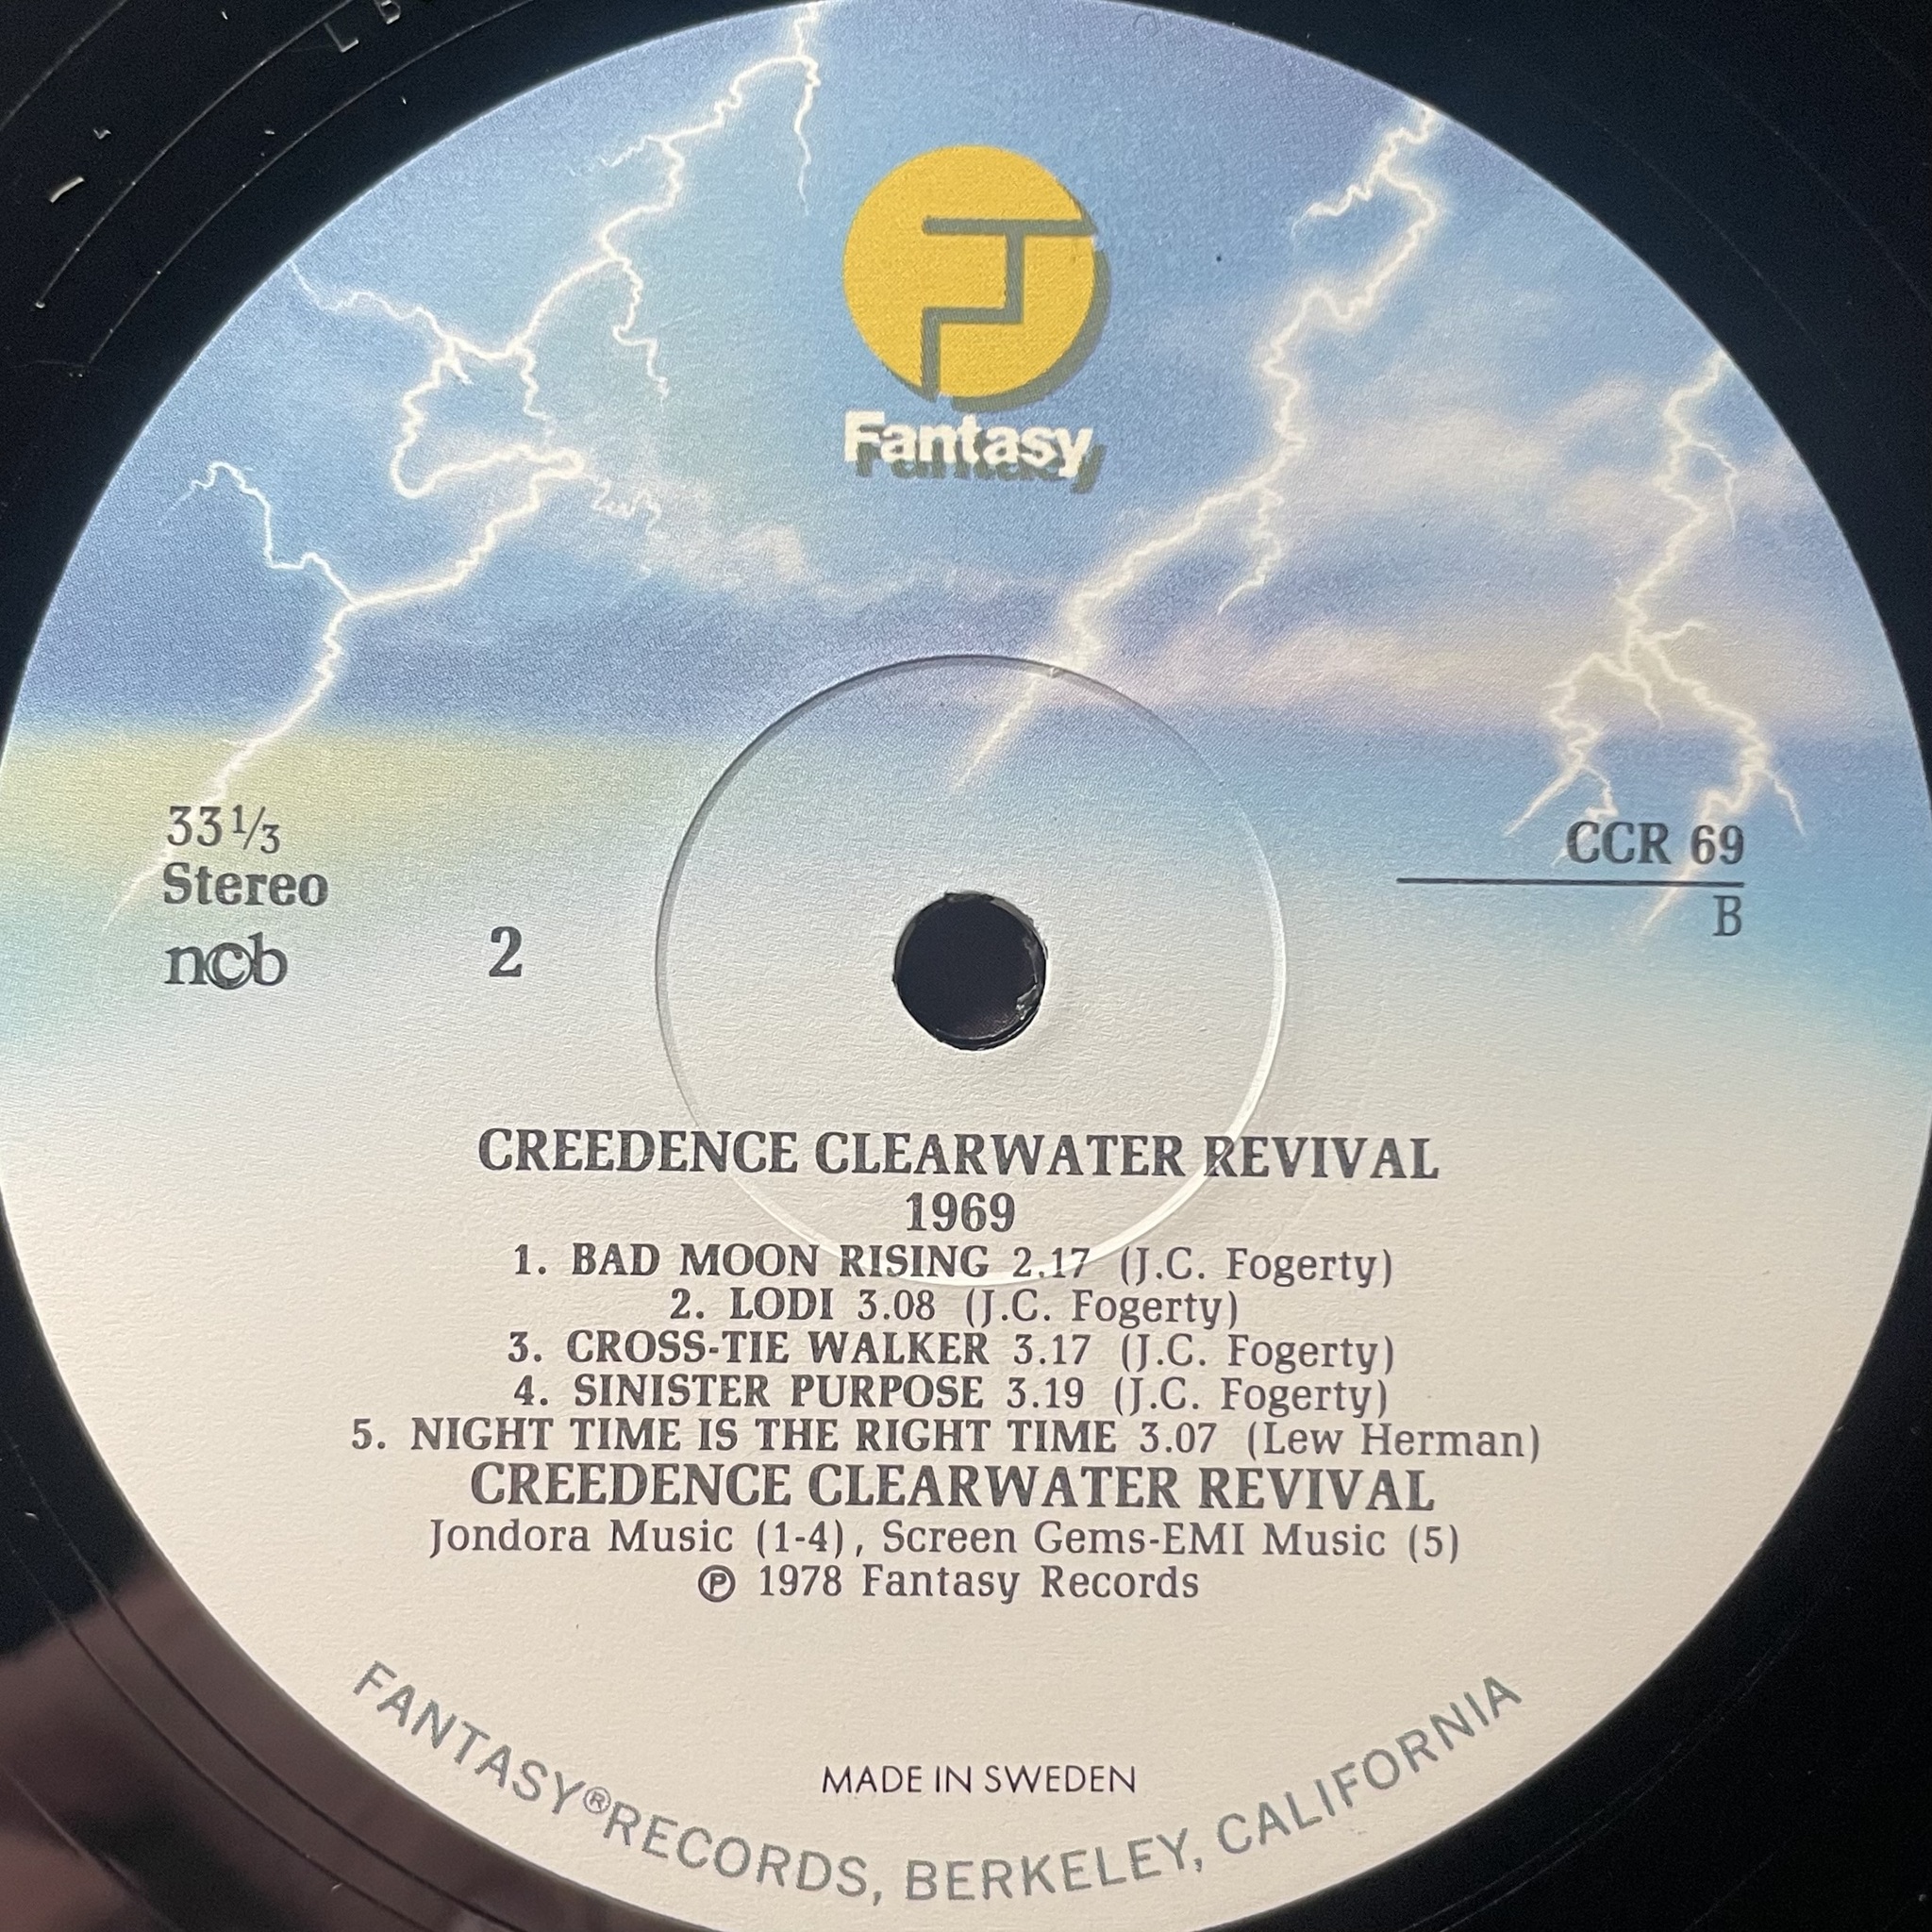 Fantasy
33 1/3
Stereo
ncb
2
CCR 69
B
CREEDENCE CLEARWATER REVIVAL
1969
1. BAD MOON RISING 2.17 (J.C. Fogerty)
2. LODI 3.08 (J.C. Fogerty)
3. CROSS-TIE WALKER 3.17 (J.C. Fogerty)
4. SINISTER PURPOSE 3.19 (J.C. Fogerty)
5. NIGHT TIME IS THE RIGHT TIME 3.07 (Lew Herman)
CREEDENCE CLEARWATER REVIVAL
Jondora Music (1-4), Screen Gems-EMI Music (5)
℗ 1978 Fantasy Records
MADE IN SWEDEN
FANTASY® RECORDS, BERKELEY, CALIFORNIA